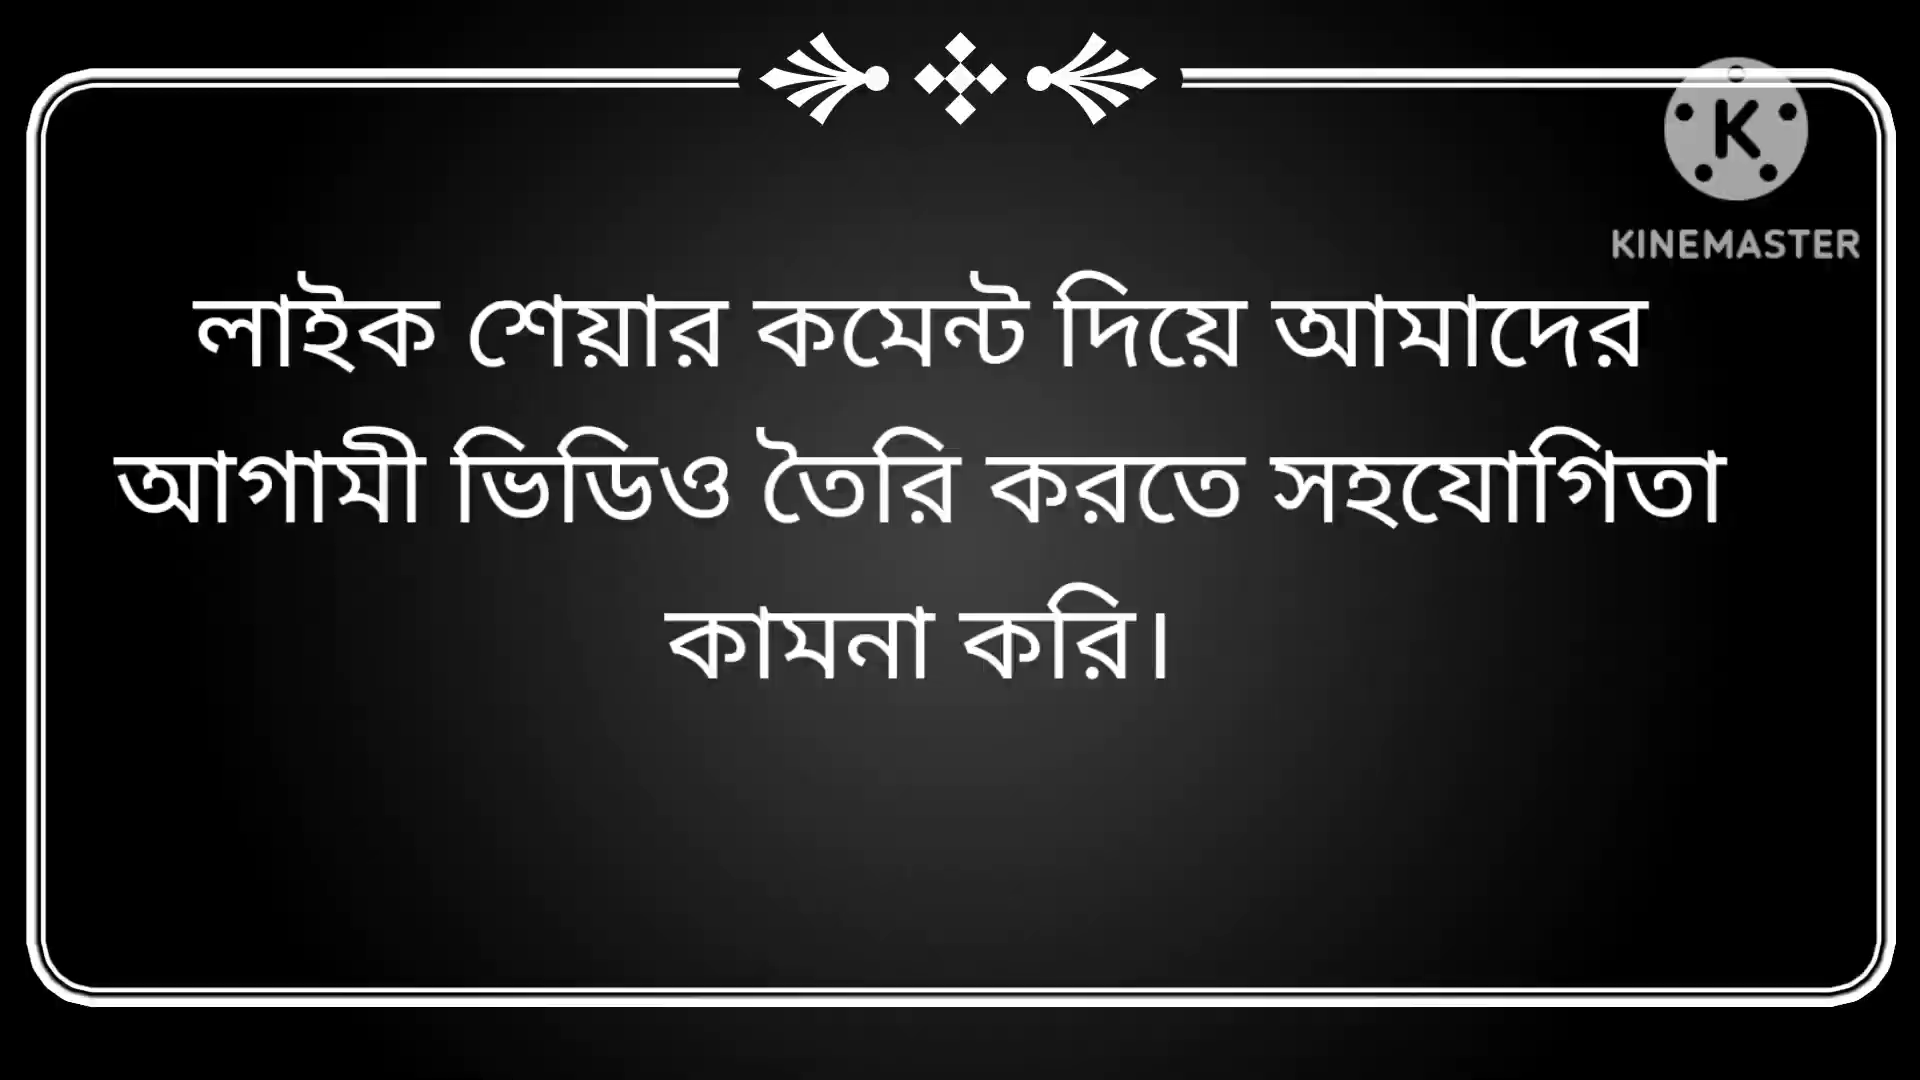 KINEMASTER
লাইক শেয়ার কমেন্ট দিয়ে আমাদের
আগামী ভিডিও তৈরি করতে সহযোগিতা
কামনা করি।